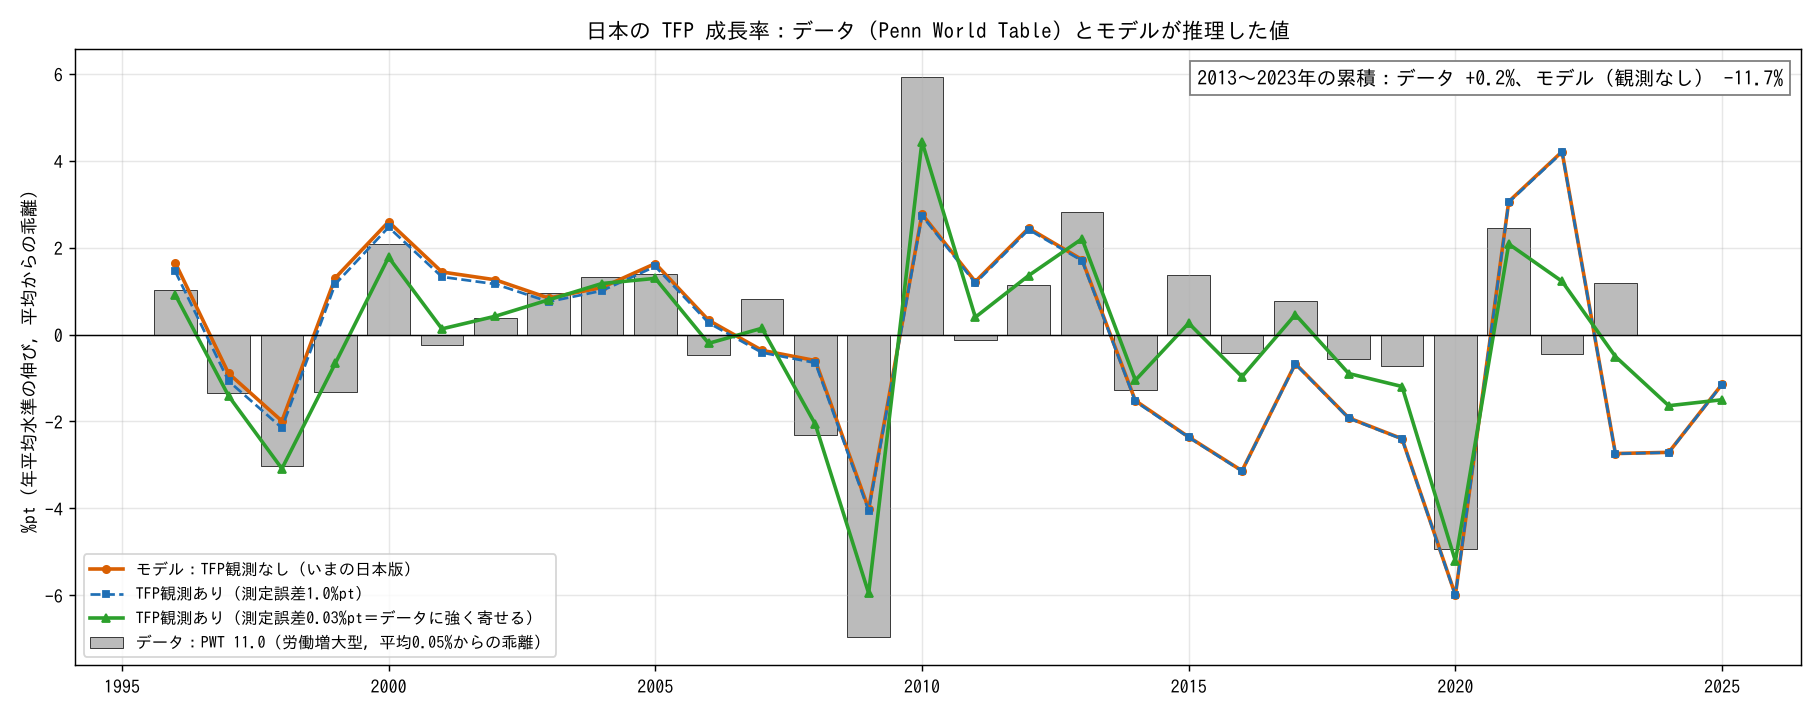 日本の TFP 成長率：データ（Penn World Table）とモデルが推理した値
2013～2023年の累積：データ +0.2%、モデル（観測なし） -11.7%
%pt（年平均水準の伸び, 平均からの乖離）
6
4
2
0
-2
-4
-6
モデル：TFP観測なし（いまの日本版）
TFP観測あり（測定誤差1.0%pt）
TFP観測あり（測定誤差0.03%pt＝データに強く寄せる）
データ：PWT 11.0（労働増大型, 平均0.05%からの乖離）
1995 2000 2005 2010 2015 2020 2025